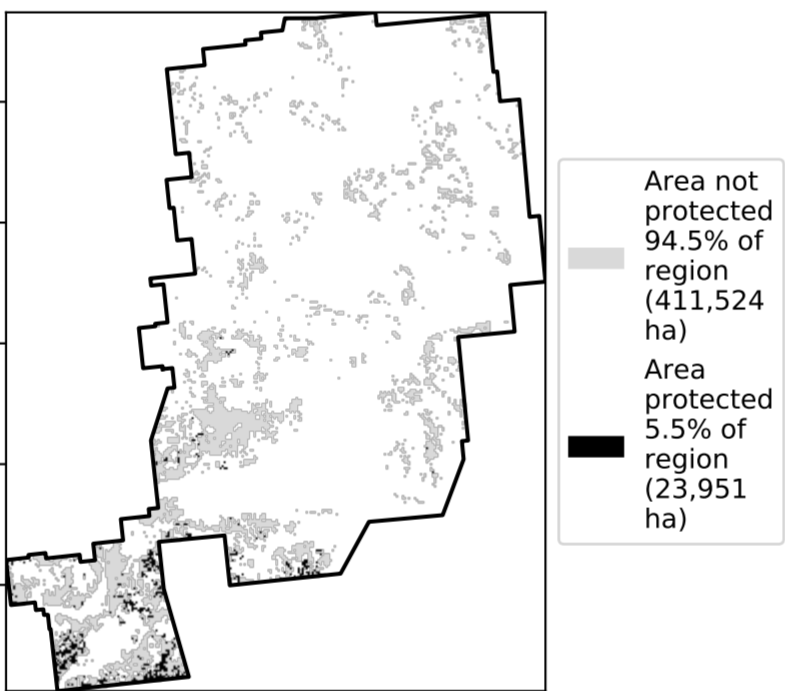 Area not
protected
94.5% of
region
(411,524
ha)
Area
protected
5.5% of
region
(23,951
ha)